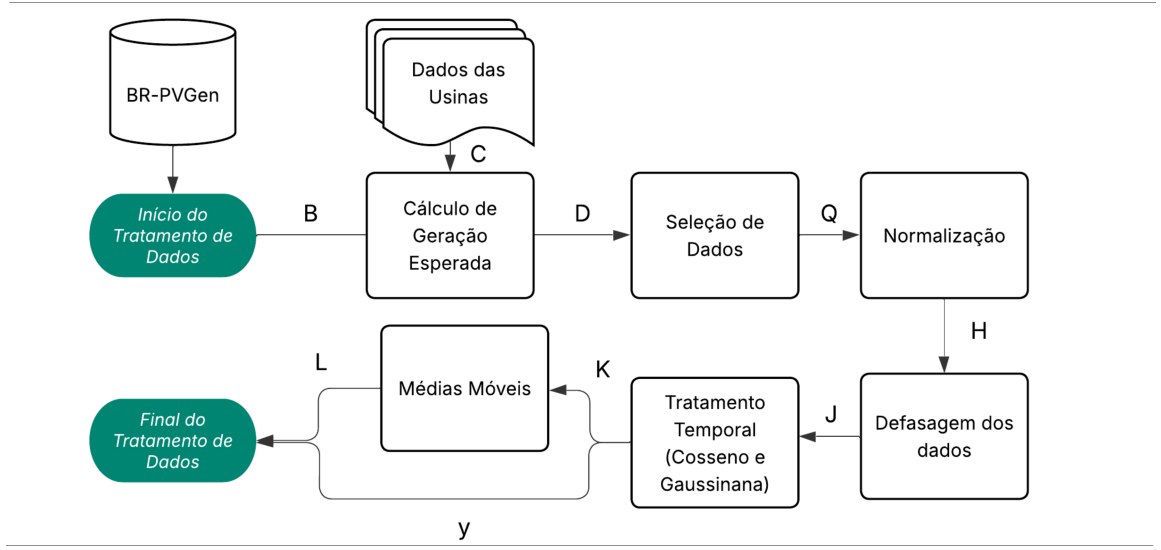 BR-PVGen
Dados das
Usinas
C
Início do
Tratamento de
Dados
B
Cálculo de
Geração
Esperada
D
Seleção de
Dados
Q
Normalização
H
Final do
Tratamento de
Dados
L
Médias Móveis
K
Tratamento
Temporal
(Cosseno e
Gaussinana)
J
Defasagem dos
dados
y